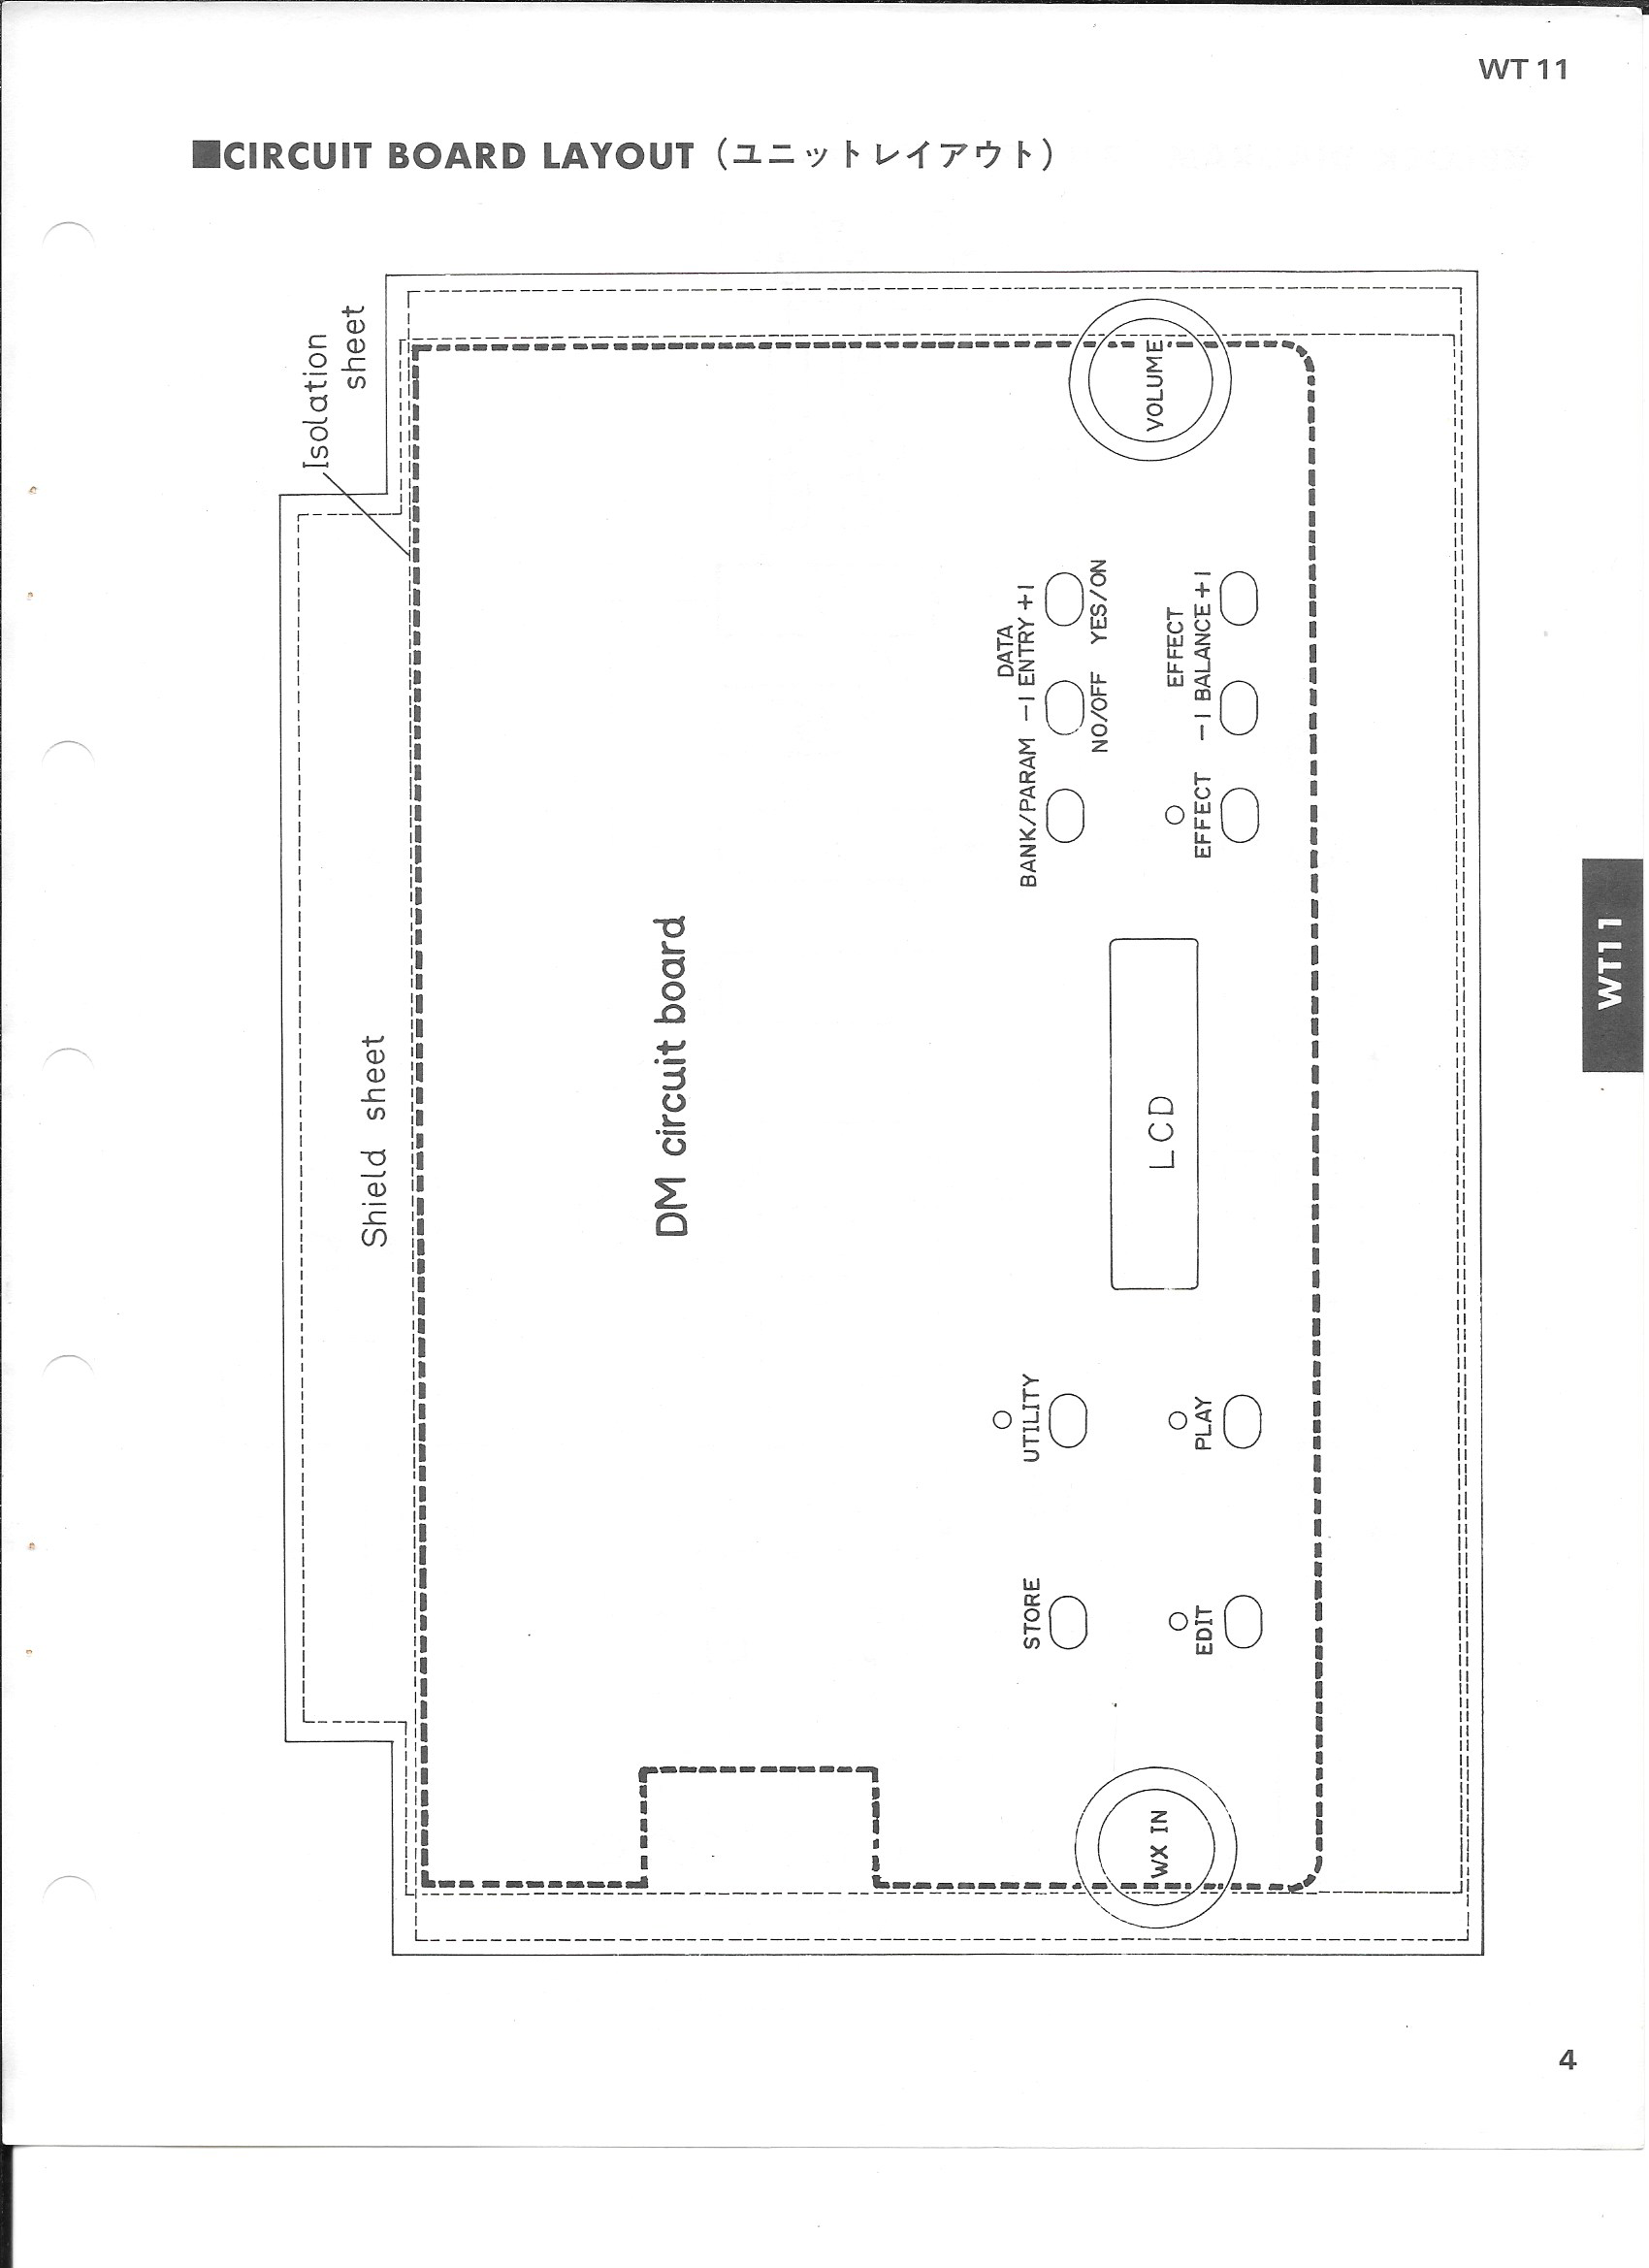 WT 11
■CIRCUIT BOARD LAYOUT (ユニットレイアウト)
Isolation
sheet
Shield sheet
DM circuit board
DATA
BANK/PARAM −1 ENTRY +1
NO/OFF YES/ON
EFFECT
EFFECT −1 BALANCE +1
VOLUME
LCD
UTILITY
PLAY
STORE
EDIT
WX IN
WT11
4